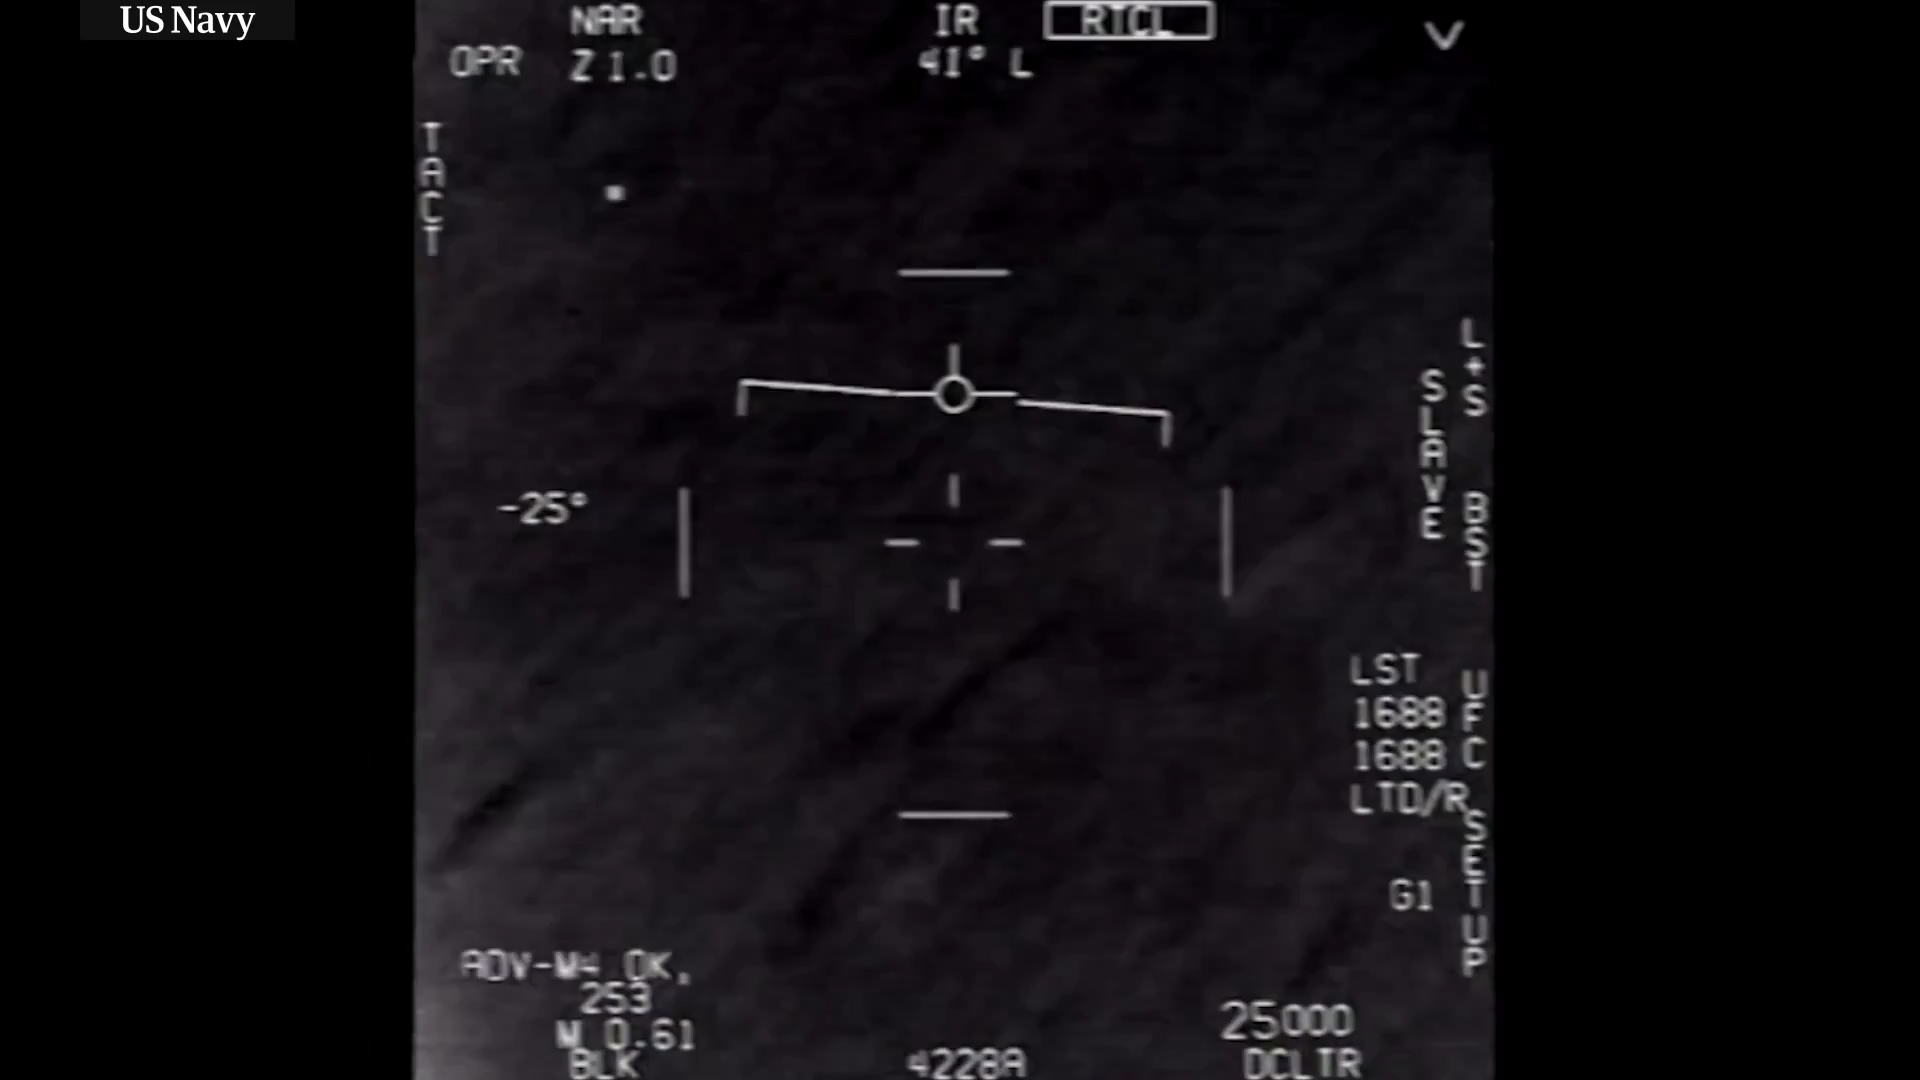 US Navy
NAR
IR
RTCL
OPR
Z 1.0
41° L
V
TACT
L+S
SLAVE
-25°
BST
LST
1688
1688
LTD/R
UFC
SETUP
G1
ADV-M4 OK,
253
M 0.61
25000
BLK
4228A
DCLTR